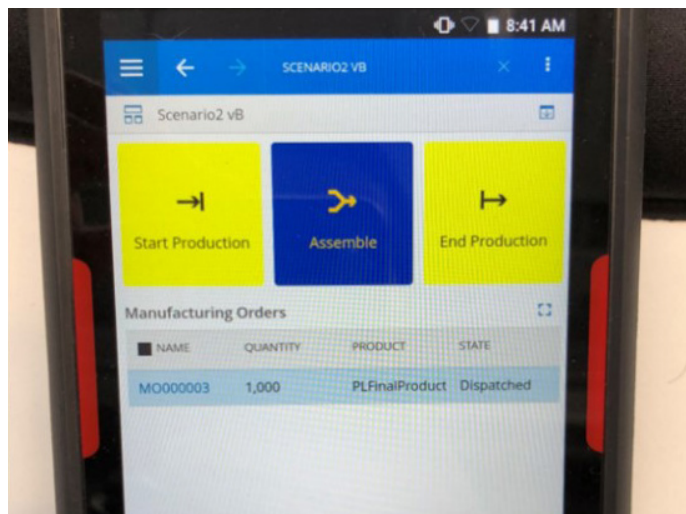 8:41 AM
SCENARIO2 VB
Scenario2 vB
Start Production
Assemble
End Production
Manufacturing Orders
NAME QUANTITY PRODUCT STATE
MO000003 1,000 PLFinalProduct Dispatched